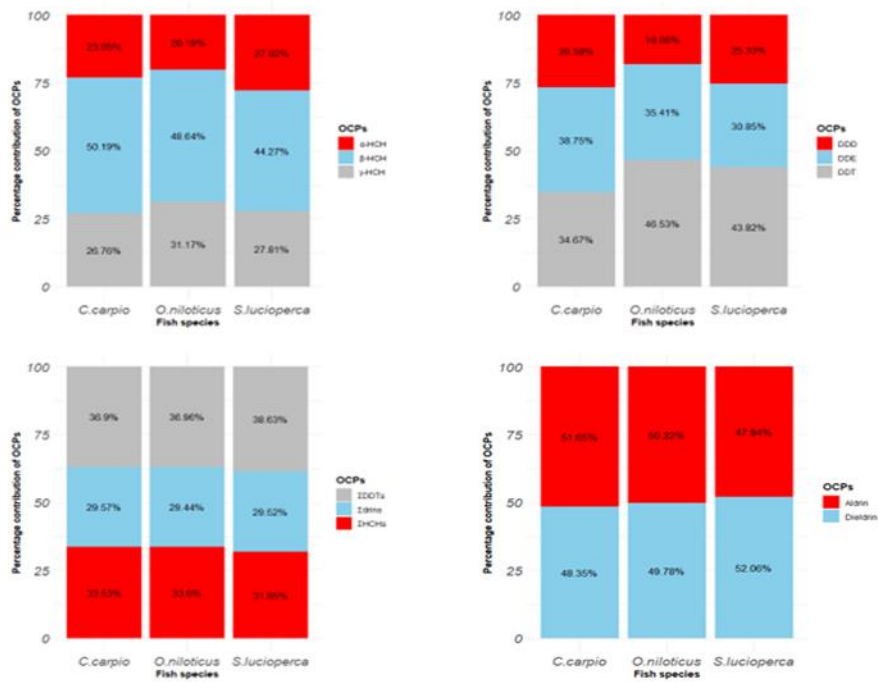 Percentage contribution of OCPs
100
75
50
25
0
23.05%
20.19%
27.92%
50.19%
48.64%
44.27%
26.76%
31.17%
27.81%
C.carpio O.niloticus S.lucioperca
Fish species
OCPs
α-HCH
β-HCH
γ-HCH
Percentage contribution of OCPs
100
75
50
25
0
26.58%
18.06%
25.33%
38.75%
35.41%
30.85%
34.67%
46.53%
43.82%
C.carpio O.niloticus S.lucioperca
Fish species
OCPs
DDD
DDE
DDT
Percentage contribution of OCPs
100
75
50
25
0
36.9%
36.96%
38.63%
29.57%
29.44%
29.52%
33.53%
33.6%
31.85%
C.carpio O.niloticus S.lucioperca
Fish species
OCPs
ΣDDTs
Σdrins
ΣHCHs
Percentage contribution of OCPs
100
75
50
25
0
51.65%
50.22%
47.94%
48.35%
49.78%
52.06%
C.carpio O.niloticus S.lucioperca
Fish species
OCPs
Aldrin
Dieldrin